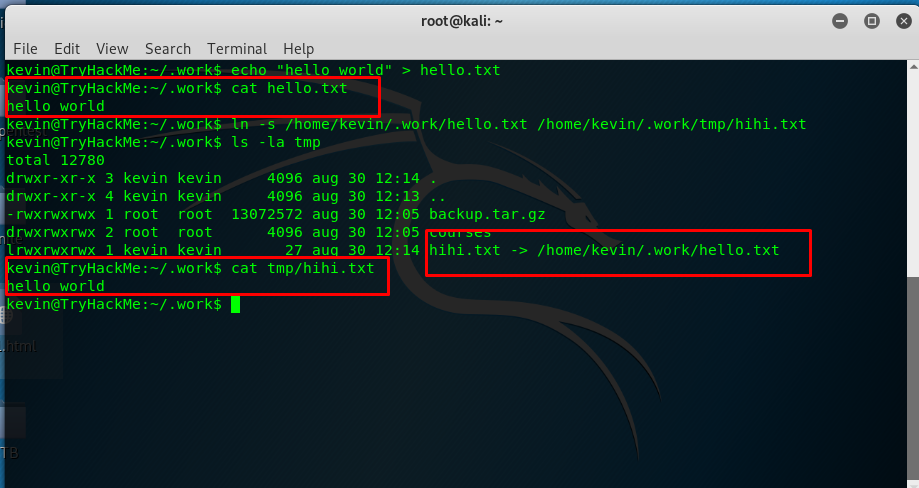 root@kali: ~
File Edit View Search Terminal Help
kevin@TryHackMe:~/.work$ echo "hello world" > hello.txt
kevin@TryHackMe:~/.work$ cat hello.txt
hello world
kevin@TryHackMe:~/.work$ ln -s /home/kevin/.work/hello.txt /home/kevin/.work/tmp/hihi.txt
kevin@TryHackMe:~/.work$ ls -la tmp
total 12780
drwxr-xr-x 3 kevin kevin     4096 aug 30 12:14 .
drwxr-xr-x 4 kevin kevin     4096 aug 30 12:13 ..
-rwxrwxrwx 1 root  root  13072572 aug 30 12:05 backup.tar.gz
drwxrwxrwx 2 root  root      4096 aug 30 12:05 courses
lrwxrwxrwx 1 kevin kevin       27 aug 30 12:14 hihi.txt -> /home/kevin/.work/hello.txt
kevin@TryHackMe:~/.work$ cat tmp/hihi.txt
hello world
kevin@TryHackMe:~/.work$
.html
TB